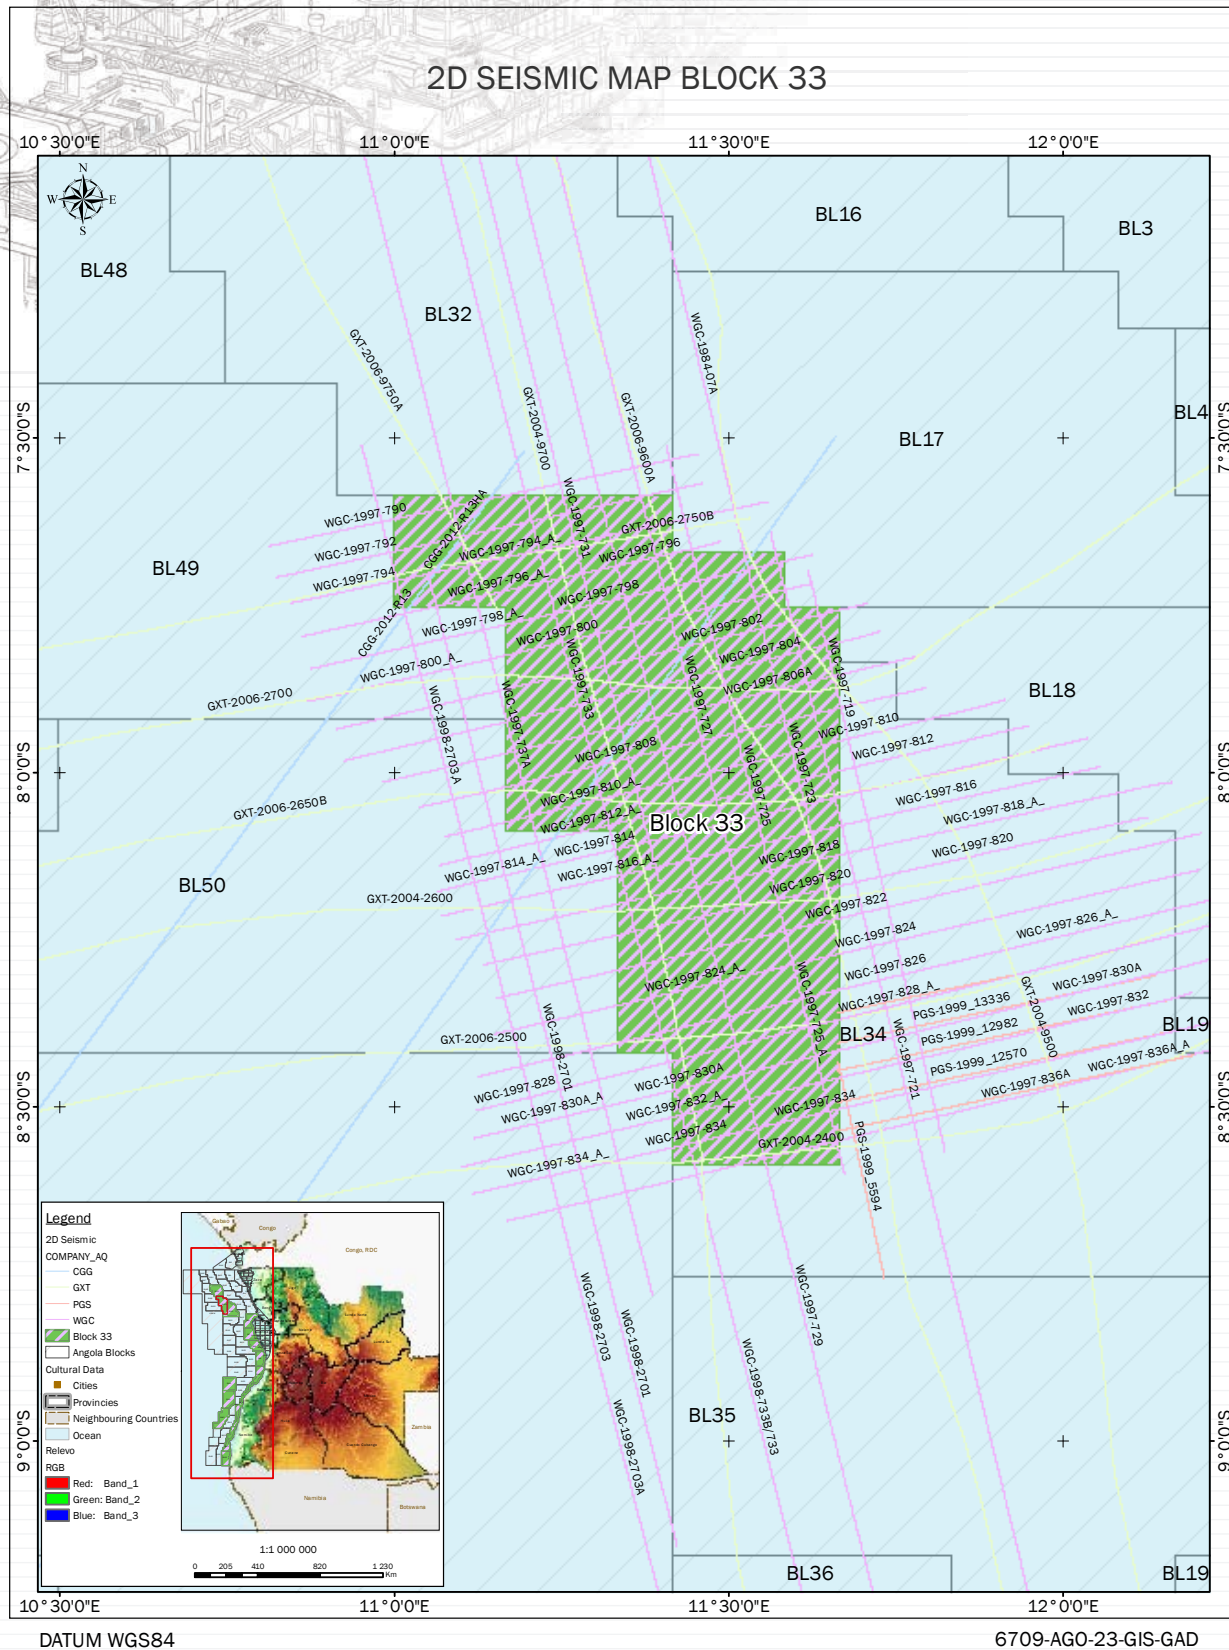 2D SEISMIC MAP BLOCK 33
10°30'0"E
11°0'0"E
11°30'0"E
12°0'0"E
N
W
E
S
BL16
BL3
BL48
BL32
GXT-2006-9750A
WGC-1984-07A
GXT-2004-9700
GXT-2006-9600A
BL4
7°30'0"S
7°30'0"S
BL17
WGC-1997-790
CGG-2012-R13HA
WGC-1997-731
GXT-2006-2750B
WGC-1997-792
WGC-1997-794_A_
WGC-1997-796
BL49
WGC-1997-794
WGC-1997-796_A_
WGC-1997-798
CGG-2012-R13
WGC-1997-798_A_
WGC-1997-800
WGC-1997-802
WGC-1997-804
WGC-1997-800_A_
WGC-1997-733
WGC-1997-727
WGC-1997-806A
WGC-1997-719
BL18
GXT-2006-2700
WGC-1998-2703A
WGC-1997-737A
WGC-1997-810
WGC-1997-808
WGC-1997-723
WGC-1997-812
8°0'0"S
8°0'0"S
WGC-1997-725
WGC-1997-810_A_
WGC-1997-816
GXT-2006-2650B
WGC-1997-812_A_
Block 33
WGC-1997-818_A_
WGC-1997-814
WGC-1997-818
WGC-1997-820
WGC-1997-814_A_
WGC-1997-816_A_
BL50
WGC-1997-820
GXT-2004-2600
WGC-1997-822
WGC-1997-824
WGC-1997-826_A_
WGC-1997-824_A_
WGC-1997-826
WGC-1997-830A
WGC-1997-828_A_
PGS-1999_13336
WGC-1997-832
WGC-1997-725_A_
GXT-2004-9500
GXT-2006-2500
WGC-1998-2701
BL34
WGC-1997-721
PGS-1999_12982
BL19
PGS-1999_12570
WGC-1997-836A_A
WGC-1997-828
WGC-1997-830A
WGC-1997-836A
WGC-1997-830A_A
WGC-1997-832_A_
WGC-1997-834
8°30'0"S
8°30'0"S
WGC-1997-834
GXT-2004-2400
WGC-1997-834_A_
PGS-1999_5594
WGC-1998-2703
WGC-1998-2701
WGC-1997-729
WGC-1998-733B/733
WGC-1998-2703A
BL35
9°0'0"S
9°0'0"S
BL36
BL19
Legend
2D Seismic
COMPANY_AQ
CGG
GXT
PGS
WGC
Block 33
Angola Blocks
Cultural Data
Cities
Provinces
Neighbouring Countries
Ocean
Relevo
RGB
Red: Band_1
Green: Band_2
Blue: Band_3
Gabao
Congo
Congo, RDC
Zambia
Namibia
Botswana
1:1 000 000
0 205 410 820 1 230
Km
10°30'0"E
11°0'0"E
11°30'0"E
12°0'0"E
DATUM WGS84
6709-AGO-23-GIS-GAD